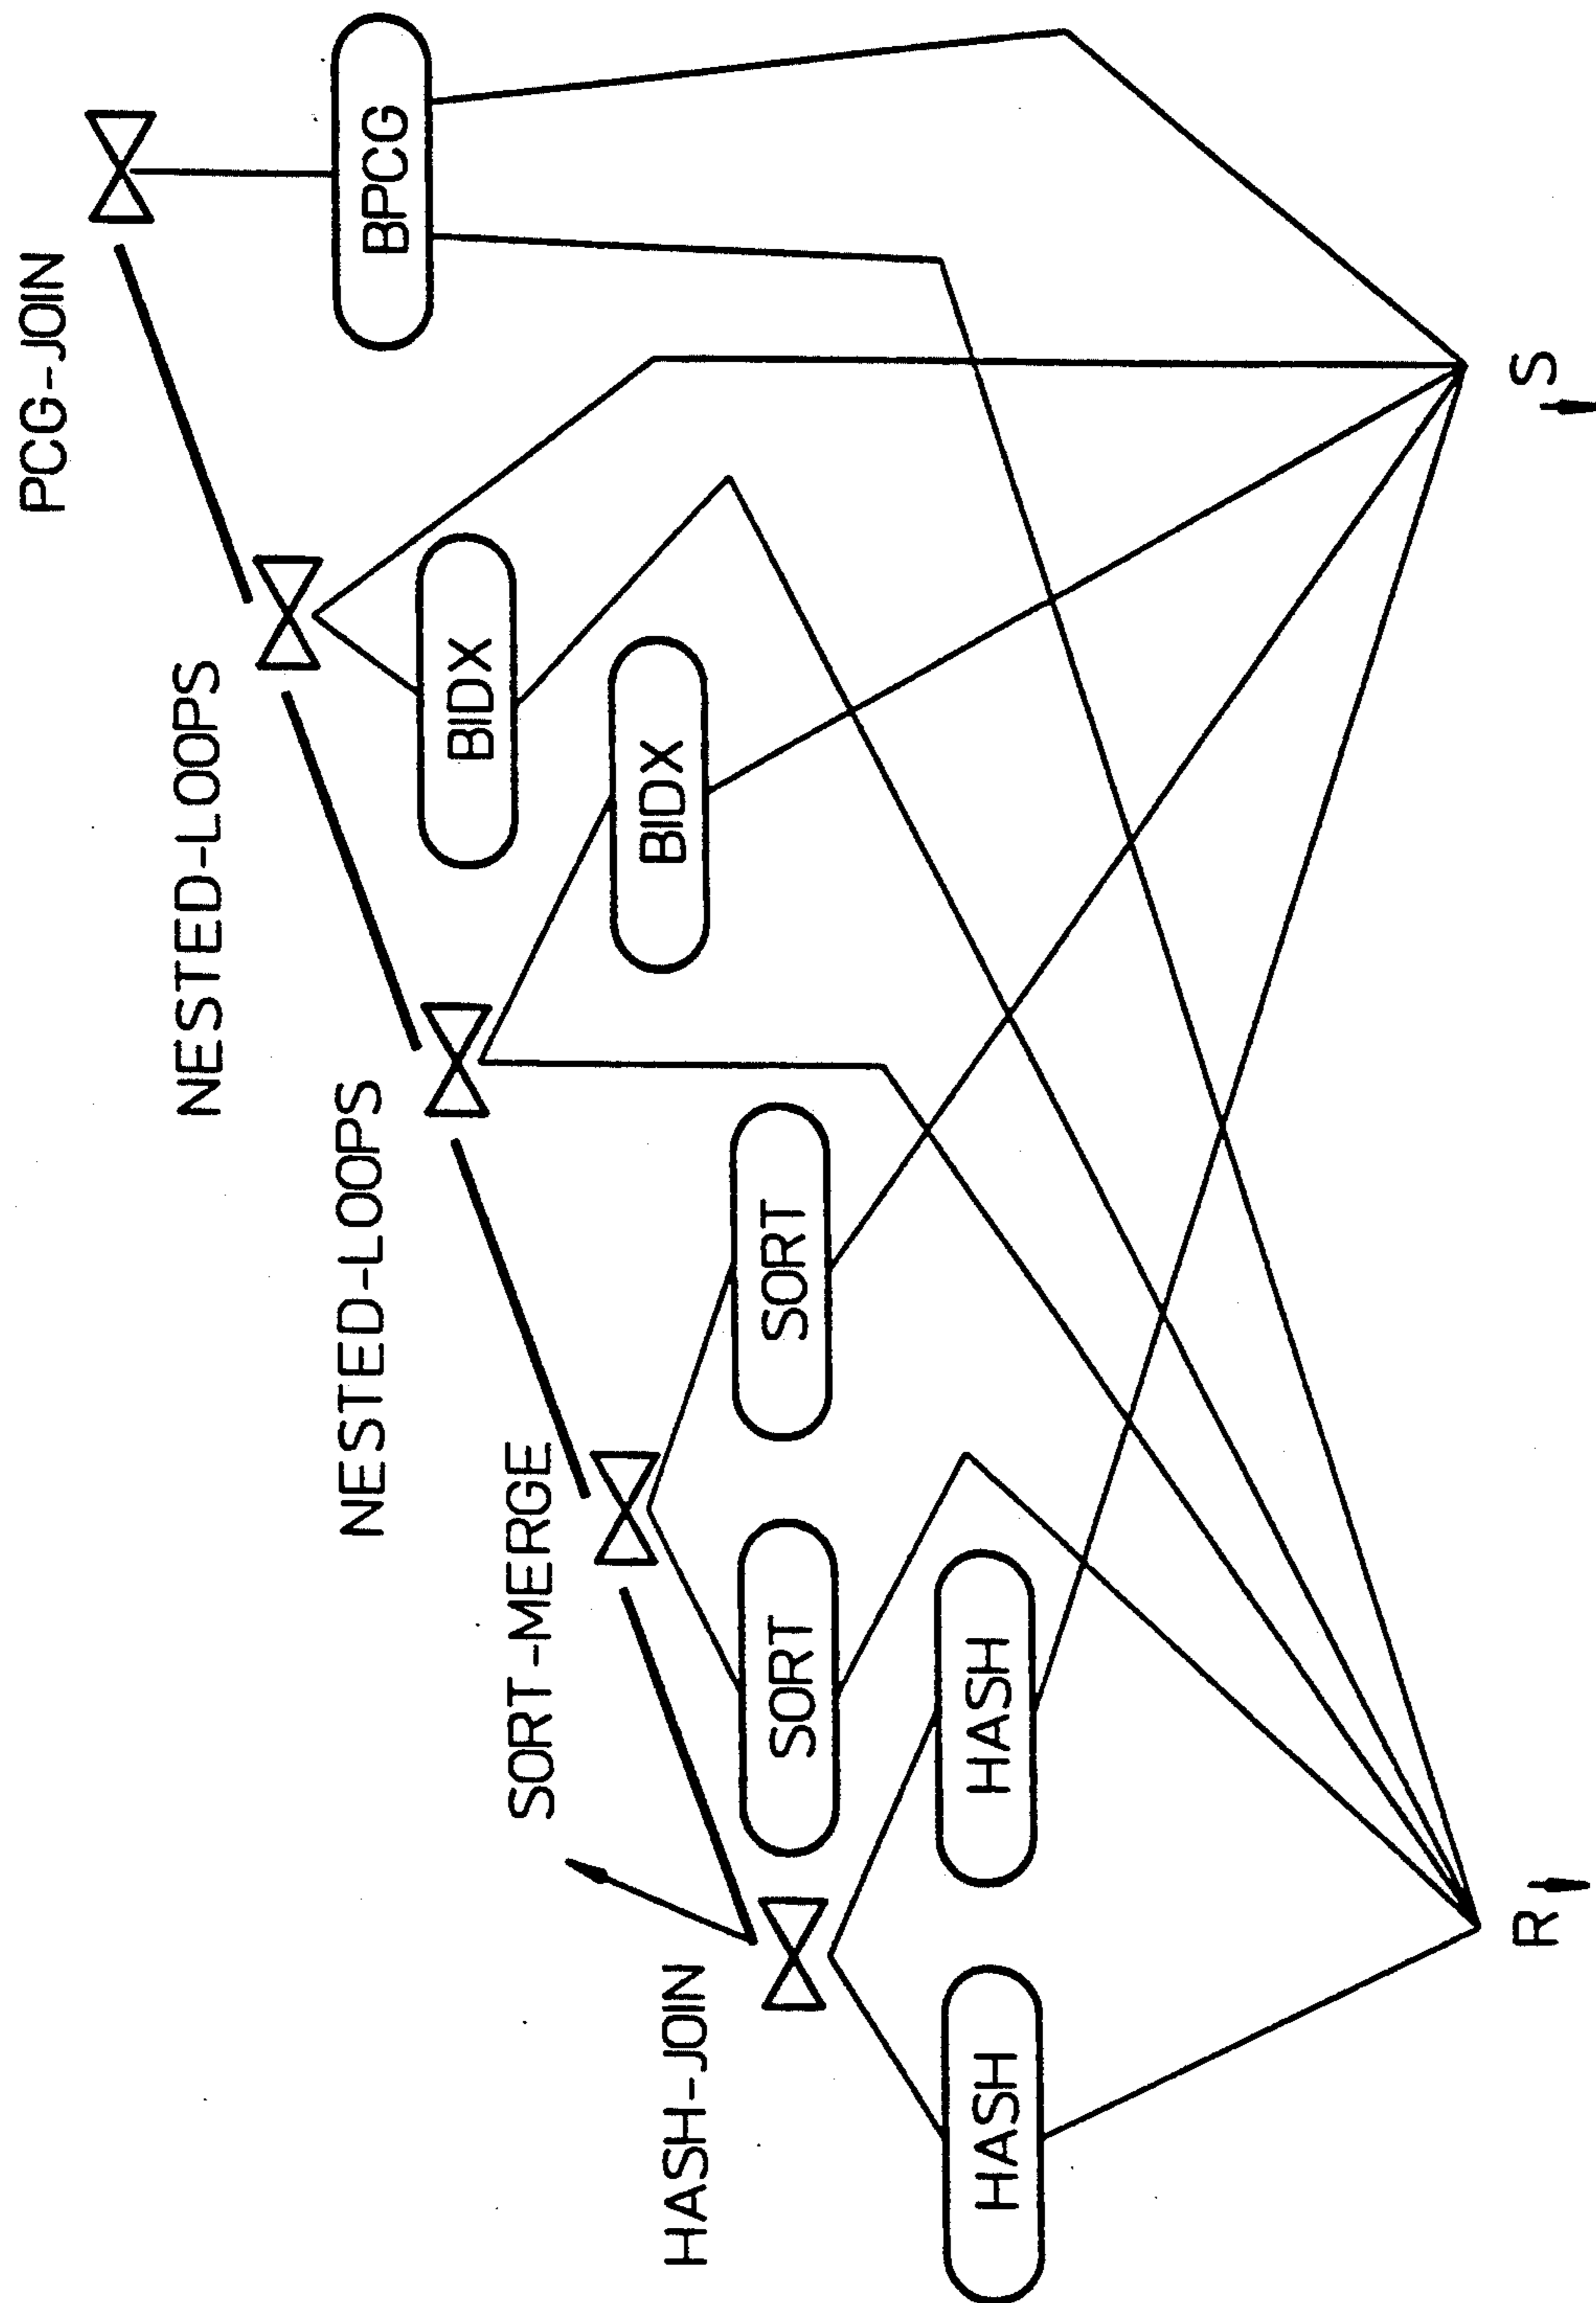 HASH-JOIN
SORT-MERGE
NESTED-LOOPS
NESTED-LOOPS
PCG-JOIN
HASH
HASH
SORT
SORT
BIDX
BIDX
BPCG
R
S